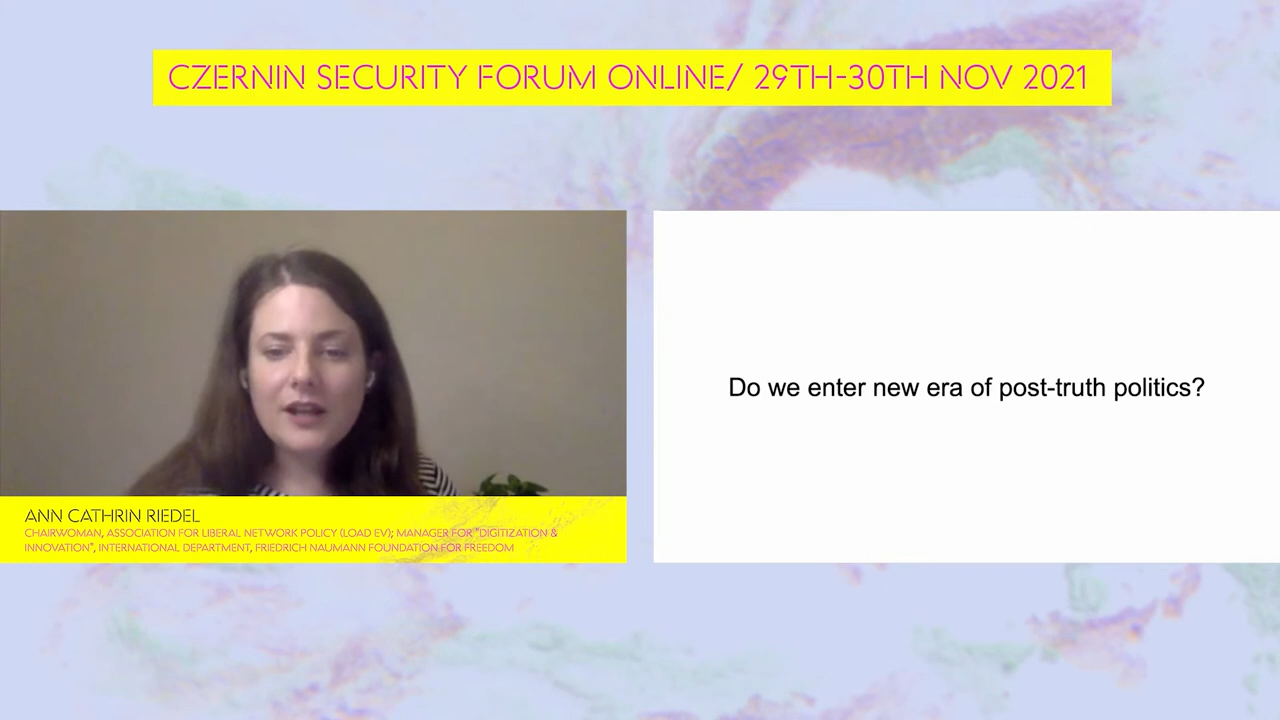 CZERNIN SECURITY FORUM ONLINE/ 29TH-30TH NOV 2021
Do we enter new era of post-truth politics?
ANN CATHRIN RIEDEL
CHAIRWOMAN, ASSOCIATION FOR LIBERAL NETWORK POLICY (LOAD EV); MANAGER FOR "DIGITIZATION &
INNOVATION", INTERNATIONAL DEPARTMENT, FRIEDRICH NAUMANN FOUNDATION FOR FREEDOM